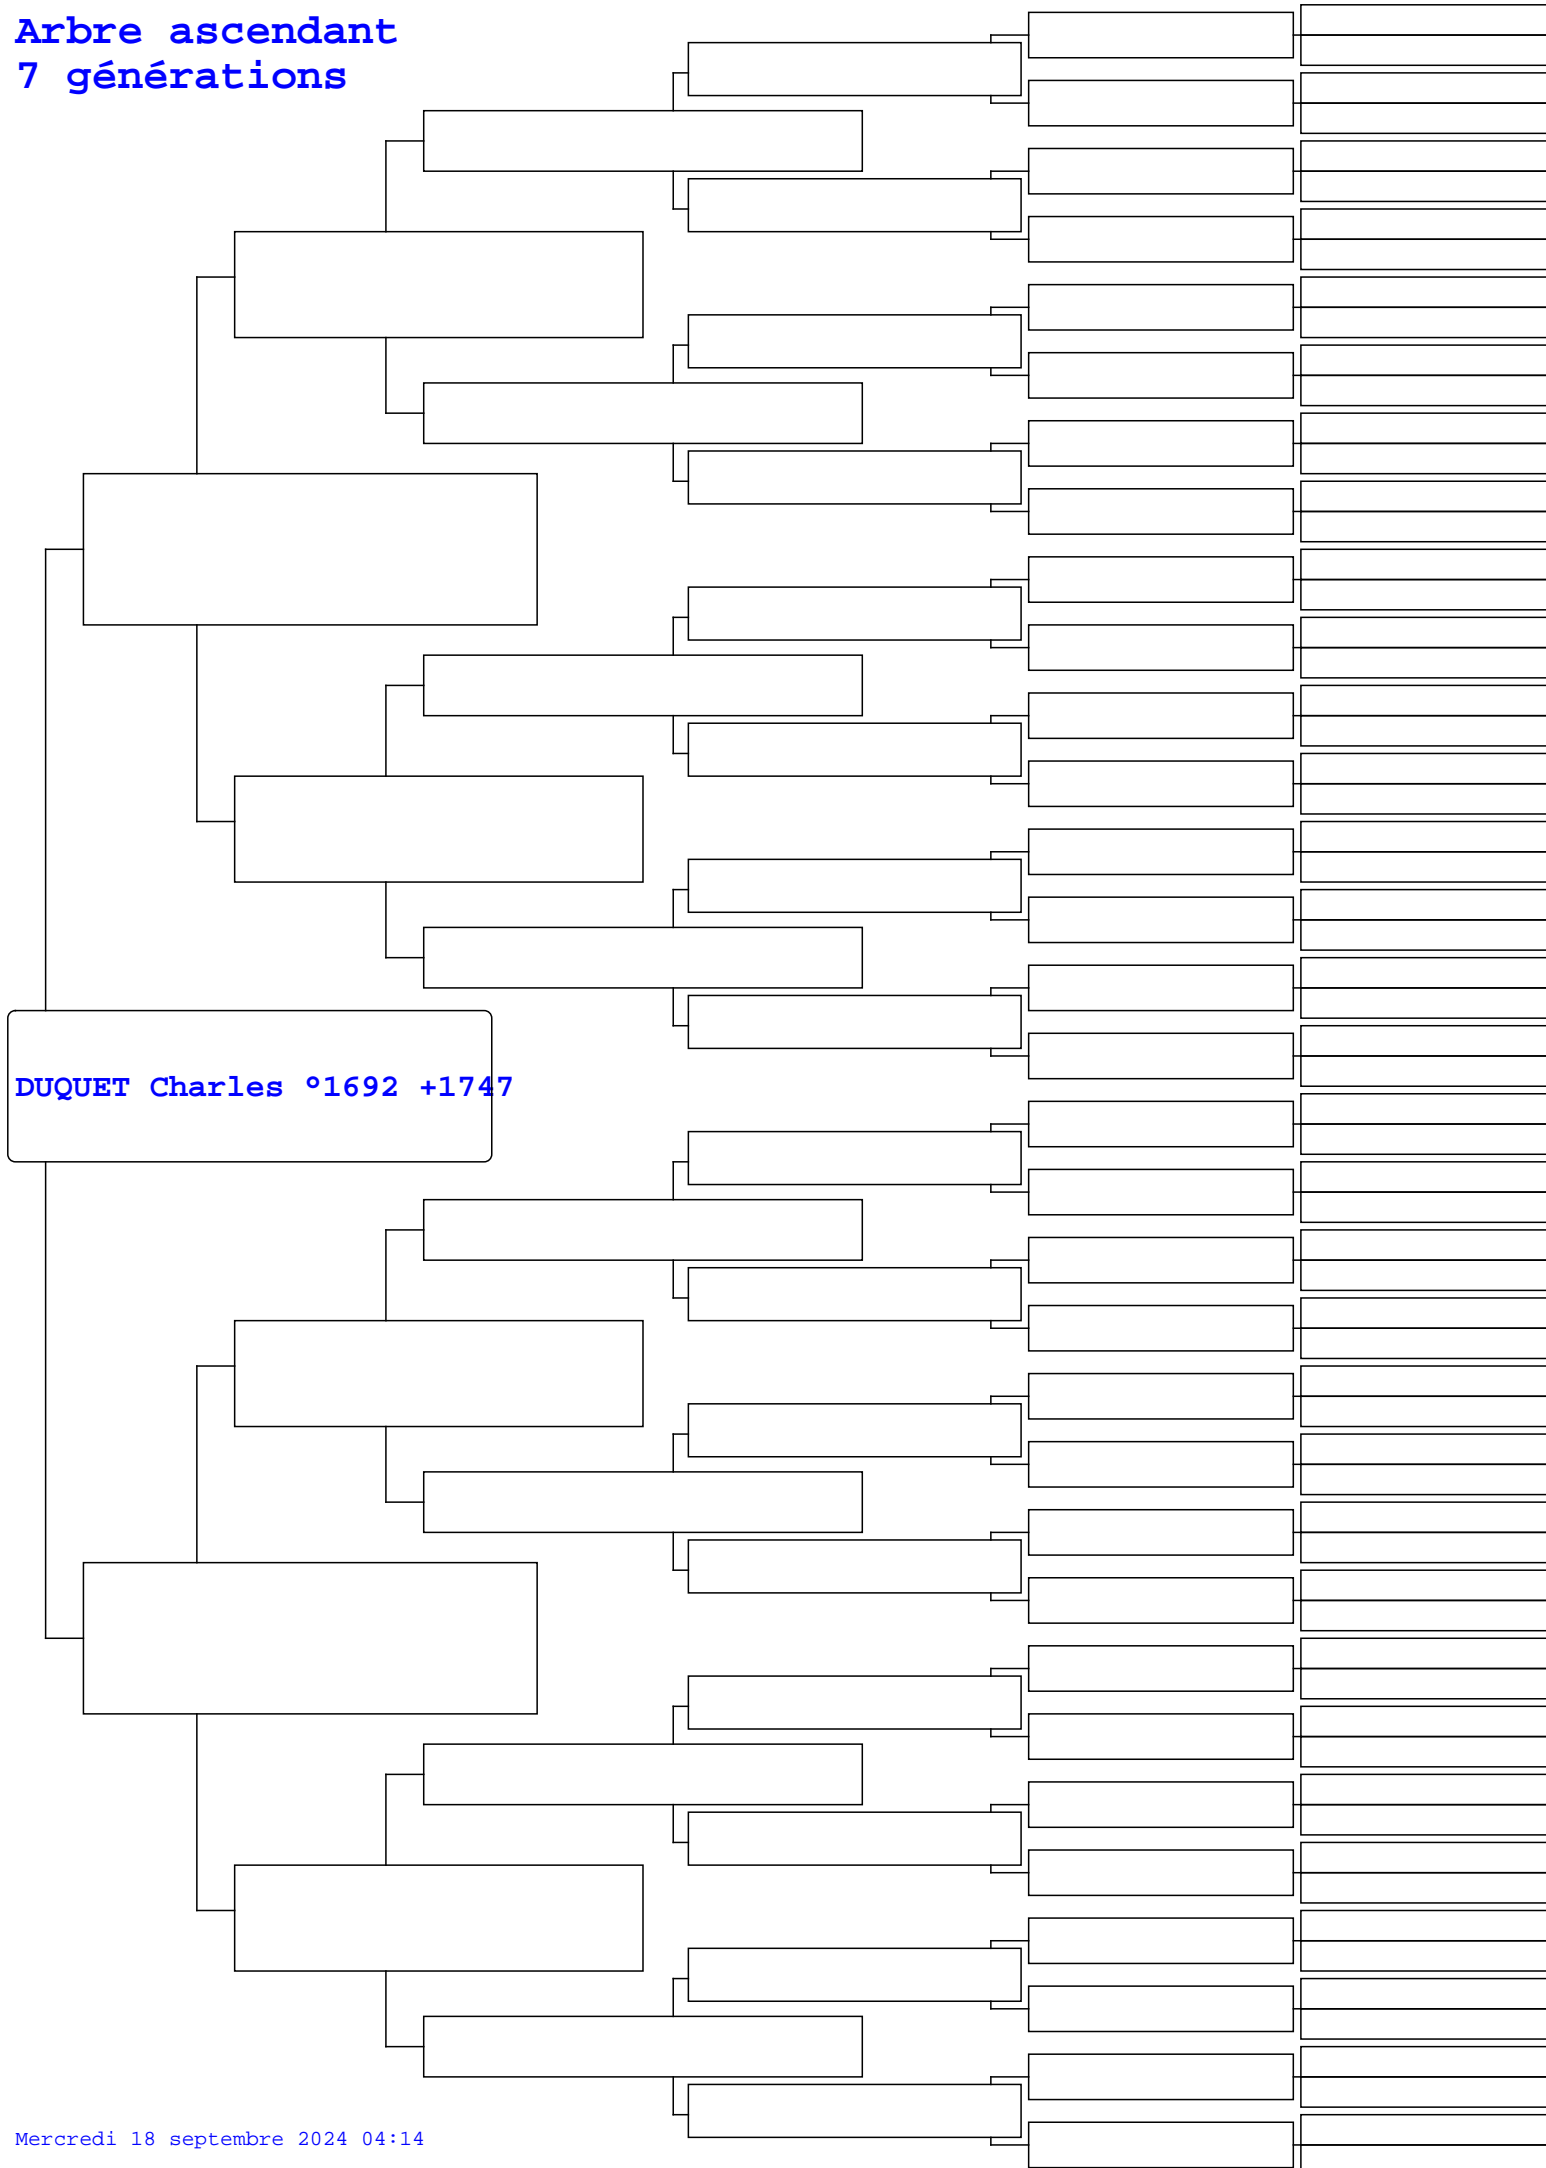 Arbre ascendant
7 générations
DUQUET Charles °1692 +1747
Mercredi 18 septembre 2024 04:14